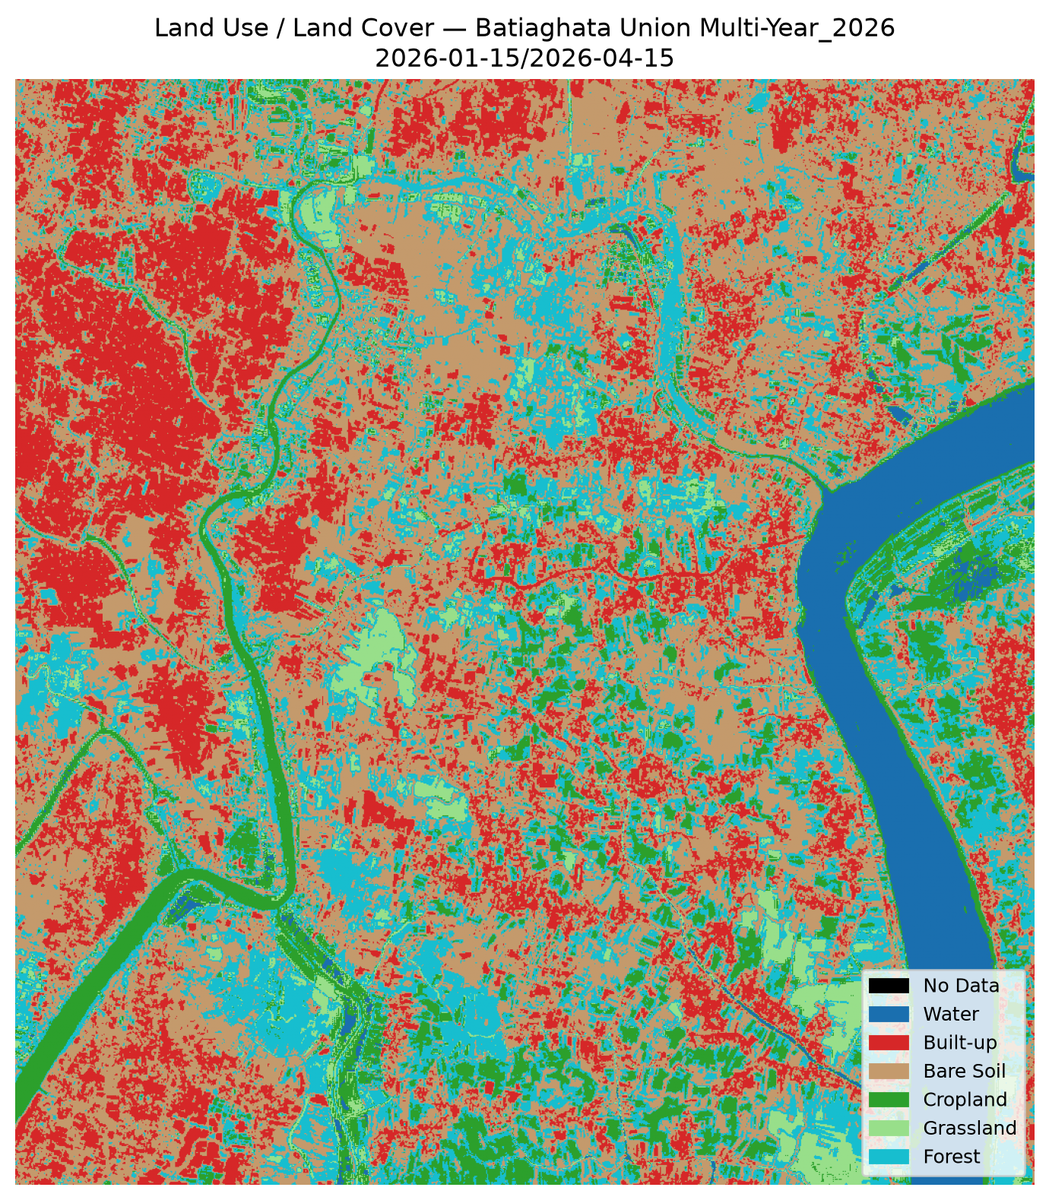 Land Use / Land Cover — Batiaghata Union Multi-Year_2026
2026-01-15/2026-04-15
No Data
Water
Built-up
Bare Soil
Cropland
Grassland
Forest